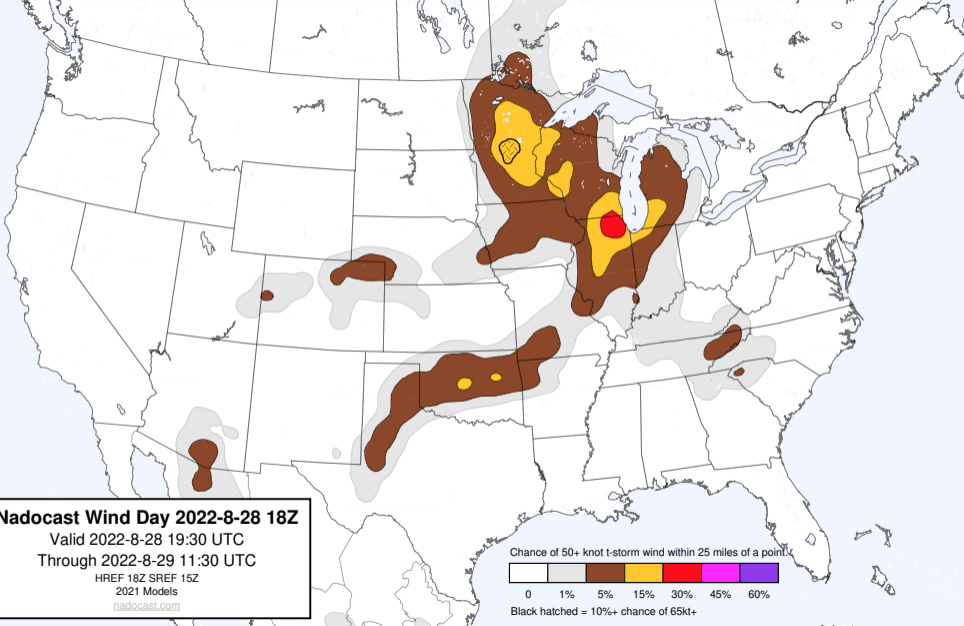 Nadocast Wind Day 2022-8-28 18Z
Valid 2022-8-28 19:30 UTC
Through 2022-8-29 11:30 UTC
HREF 18Z SREF 15Z
2021 Models
nadocast.com
Chance of 50+ knot t-storm wind within 25 miles of a point.
0 1% 5% 15% 30% 45% 60%
Black hatched = 10%+ chance of 65kt+